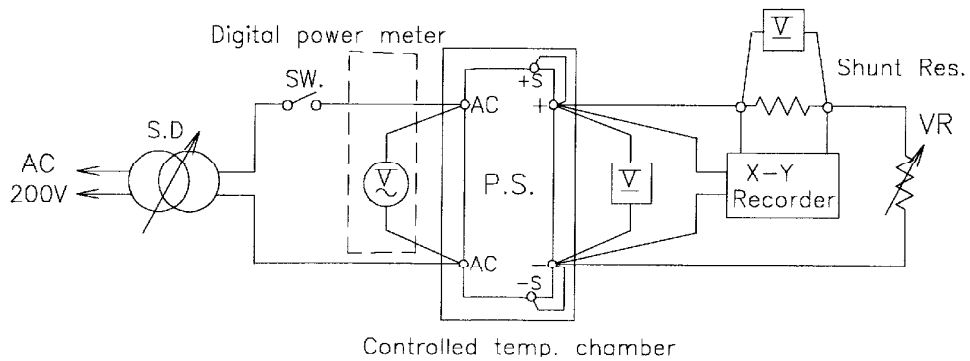 Digital power meter
SW.
S.D
AC
200V
AC
AC
V
P.S.
+S
+
-
-S
V
V
Shunt Res.
X-Y
Recorder
VR
Controlled temp. chamber